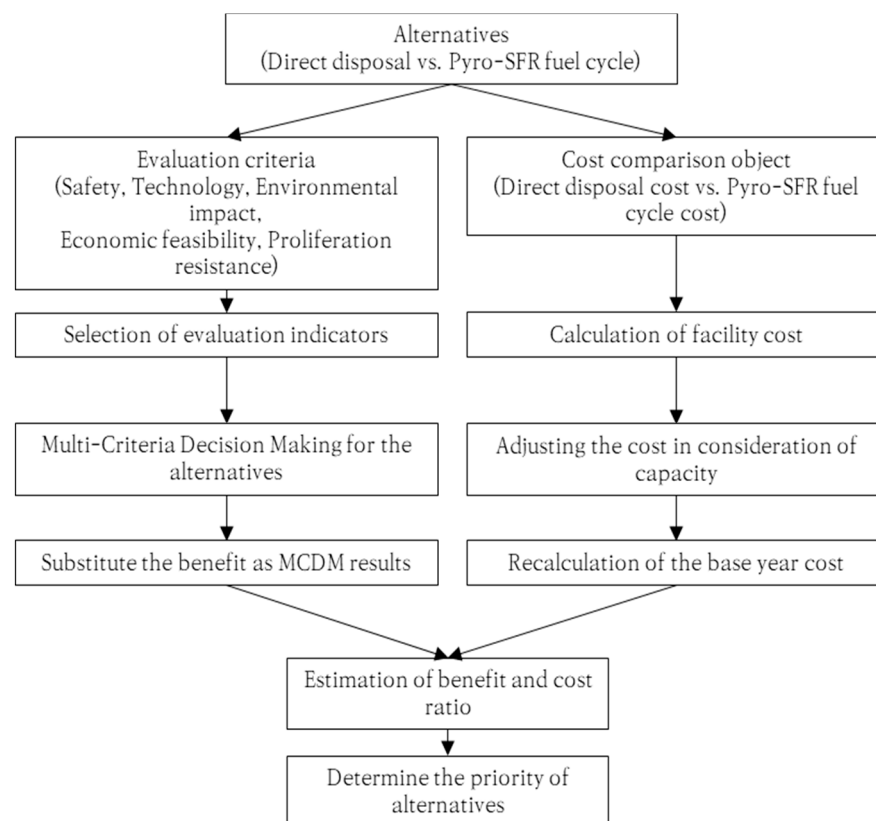 Alternatives
(Direct disposal vs. Pyro-SFR fuel cycle)
Evaluation criteria
(Safety, Technology, Environmental
impact,
Economic feasibility, Proliferation
resistance)
Cost comparison object
(Direct disposal cost vs. Pyro-SFR fuel
cycle cost)
Selection of evaluation indicators
Calculation of facility cost
Multi-Criteria Decision Making for the
alternatives
Adjusting the cost in consideration of
capacity
Substitute the benefit as MCDM results
Recalculation of the base year cost
Estimation of benefit and cost
ratio
Determine the priority of
alternatives